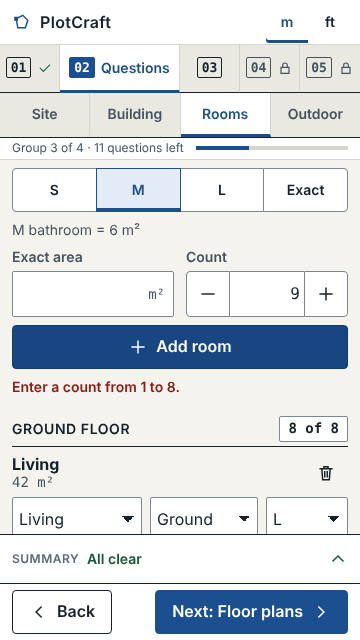 PlotCraft m ft
01 02 Questions 03 04 05
Site Building Rooms Outdoor
Group 3 of 4 · 11 questions left
S M L Exact
M bathroom = 6 m²
Exact area Count
m² − 9 +
+ Add room
Enter a count from 1 to 8.
GROUND FLOOR 8 of 8
Living
42 m²
Living Ground L
SUMMARY All clear
Back Next: Floor plans